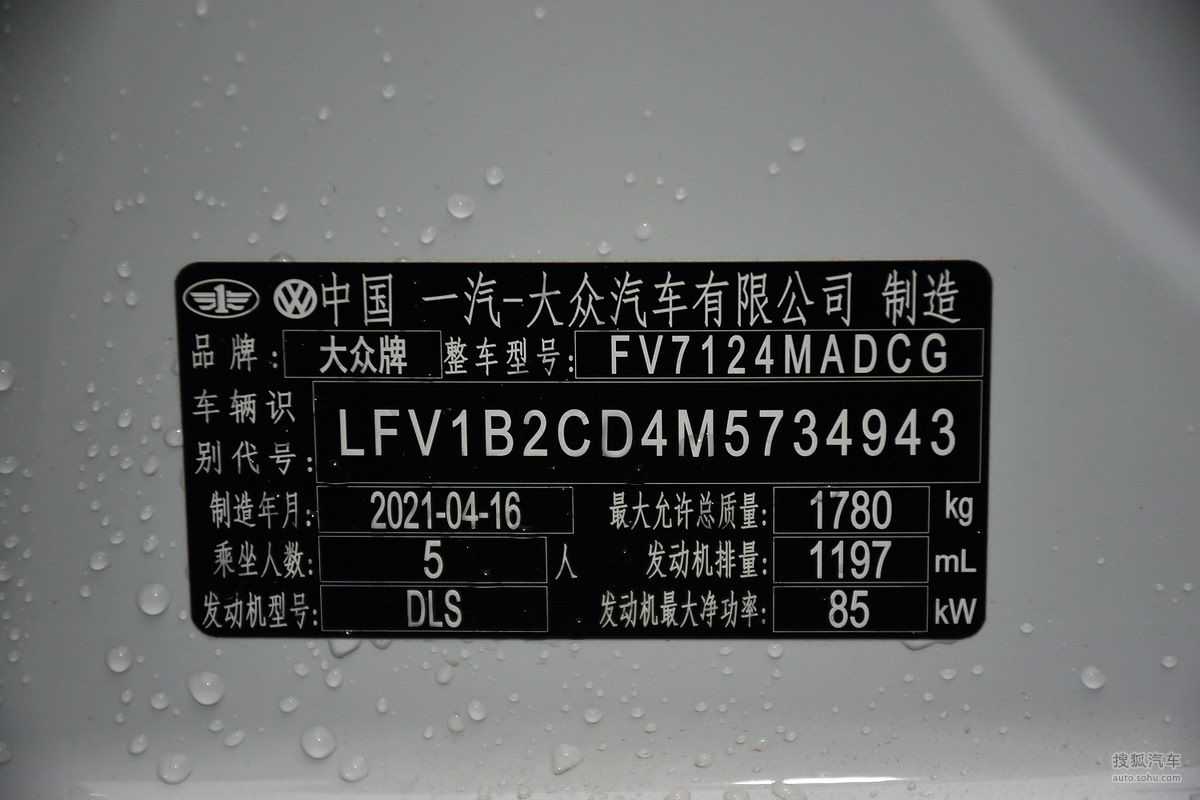 中国 一汽-大众汽车有限公司 制造
品牌: 大众牌 整车型号: FV7124MADCG
车辆识别代号: LFV1B2CD4M5734943
制造年月: 2021-04-16 最大允许总质量: 1780 kg
乘坐人数: 5 人 发动机排量: 1197 mL
发动机型号: DLS 发动机最大净功率: 85 kW
搜狐汽车
auto.sohu.com